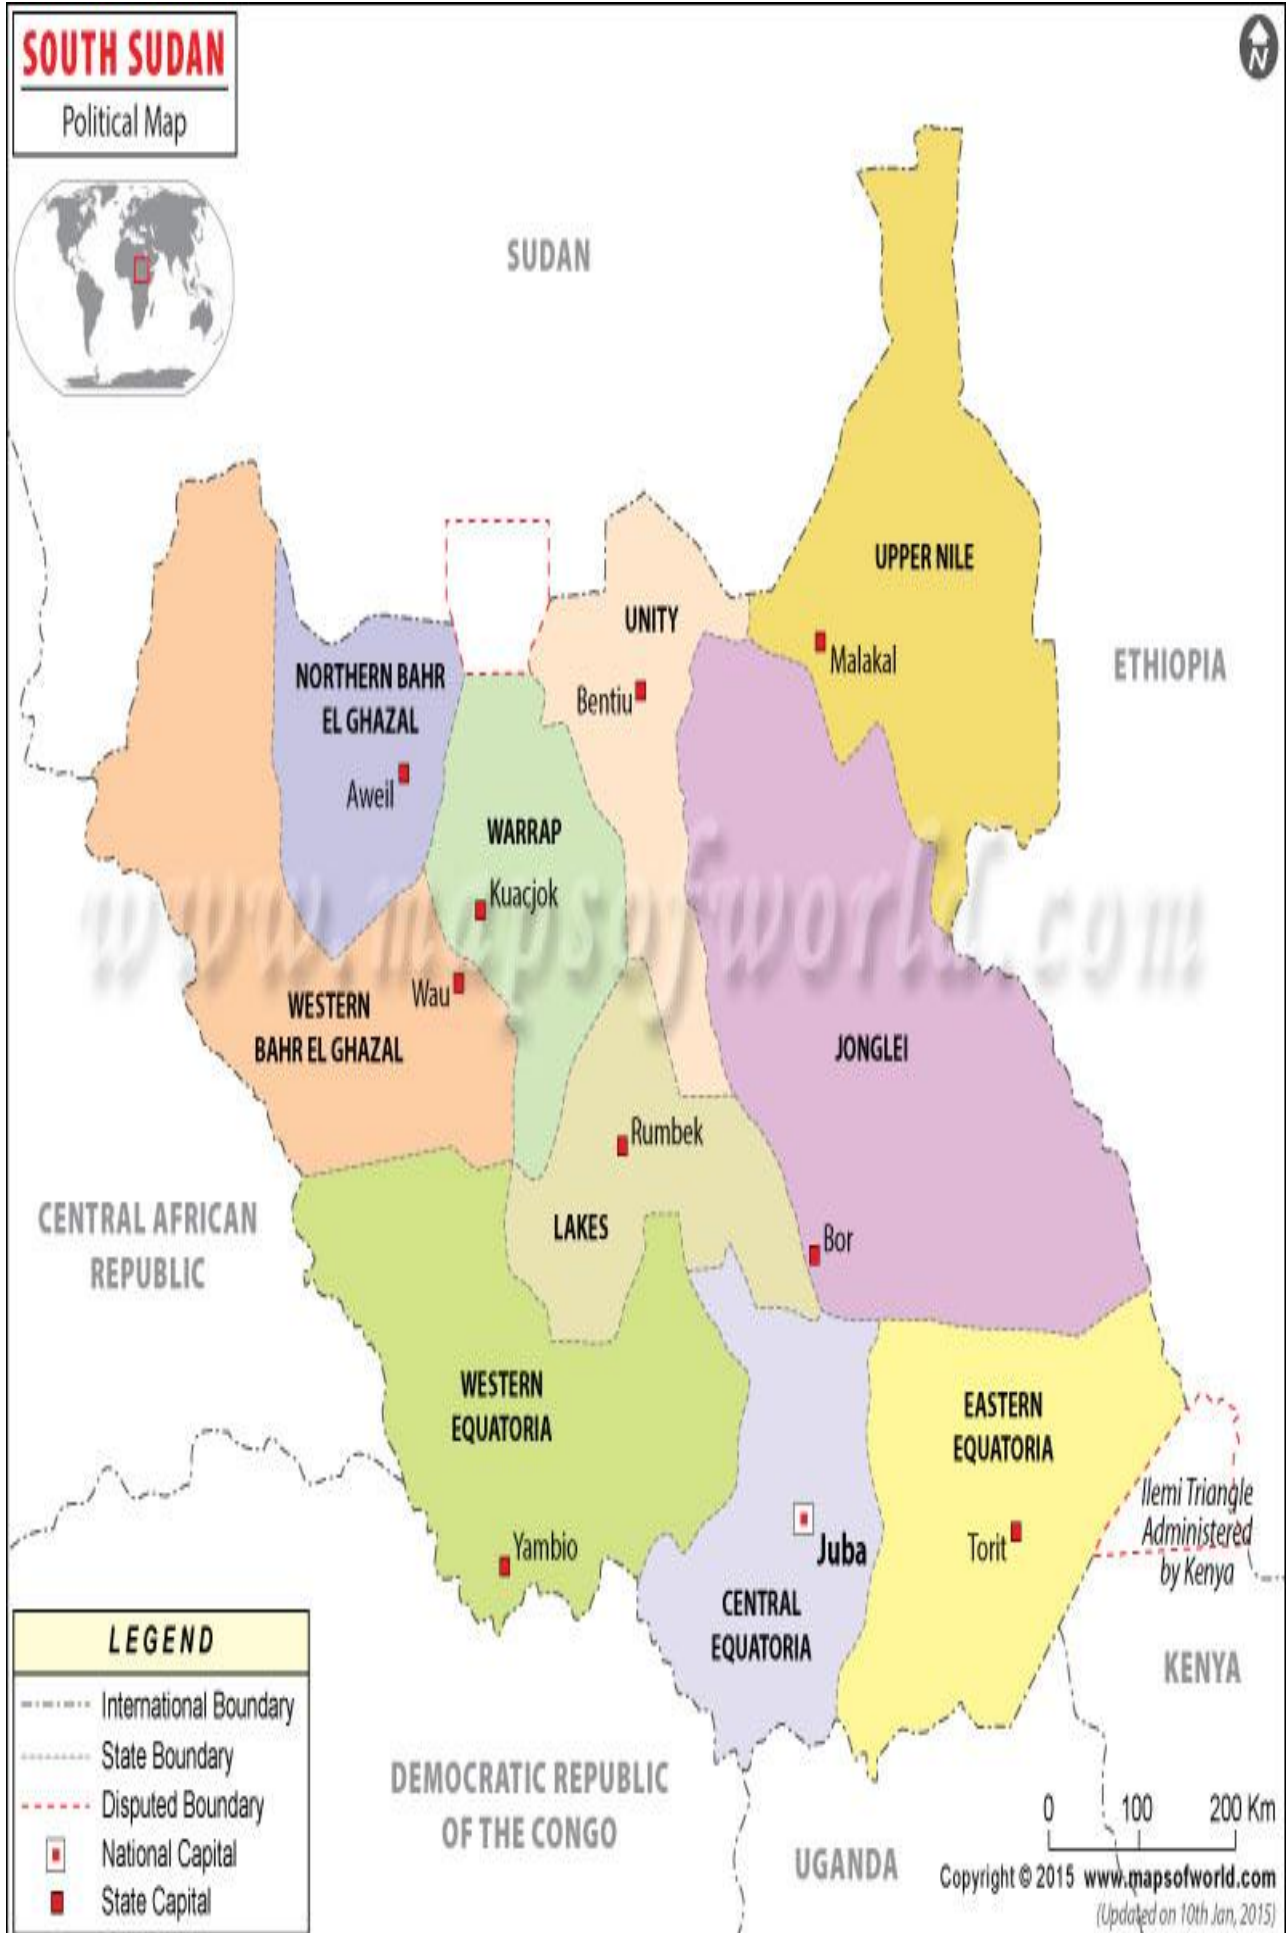 SOUTH SUDAN
Political Map
N
SUDAN
UPPER NILE
UNITY
Malakal
ETHIOPIA
NORTHERN BAHR
EL GHAZAL
Bentiu
Aweil
WARRAP
Kuacjok
www.mapsofworld.com
Wau
WESTERN
BAHR EL GHAZAL
JONGLEI
Rumbek
CENTRAL AFRICAN
REPUBLIC
LAKES
Bor
WESTERN
EQUATORIA
EASTERN
EQUATORIA
Ilemi Triangle
Administered
by Kenya
Yambio
Juba
Torit
CENTRAL
EQUATORIA
KENYA
LEGEND
International Boundary
State Boundary
Disputed Boundary
National Capital
State Capital
DEMOCRATIC REPUBLIC
OF THE CONGO
UGANDA
0 100 200 Km
Copyright © 2015 www.mapsofworld.com
(Updated on 10th Jan, 2015)